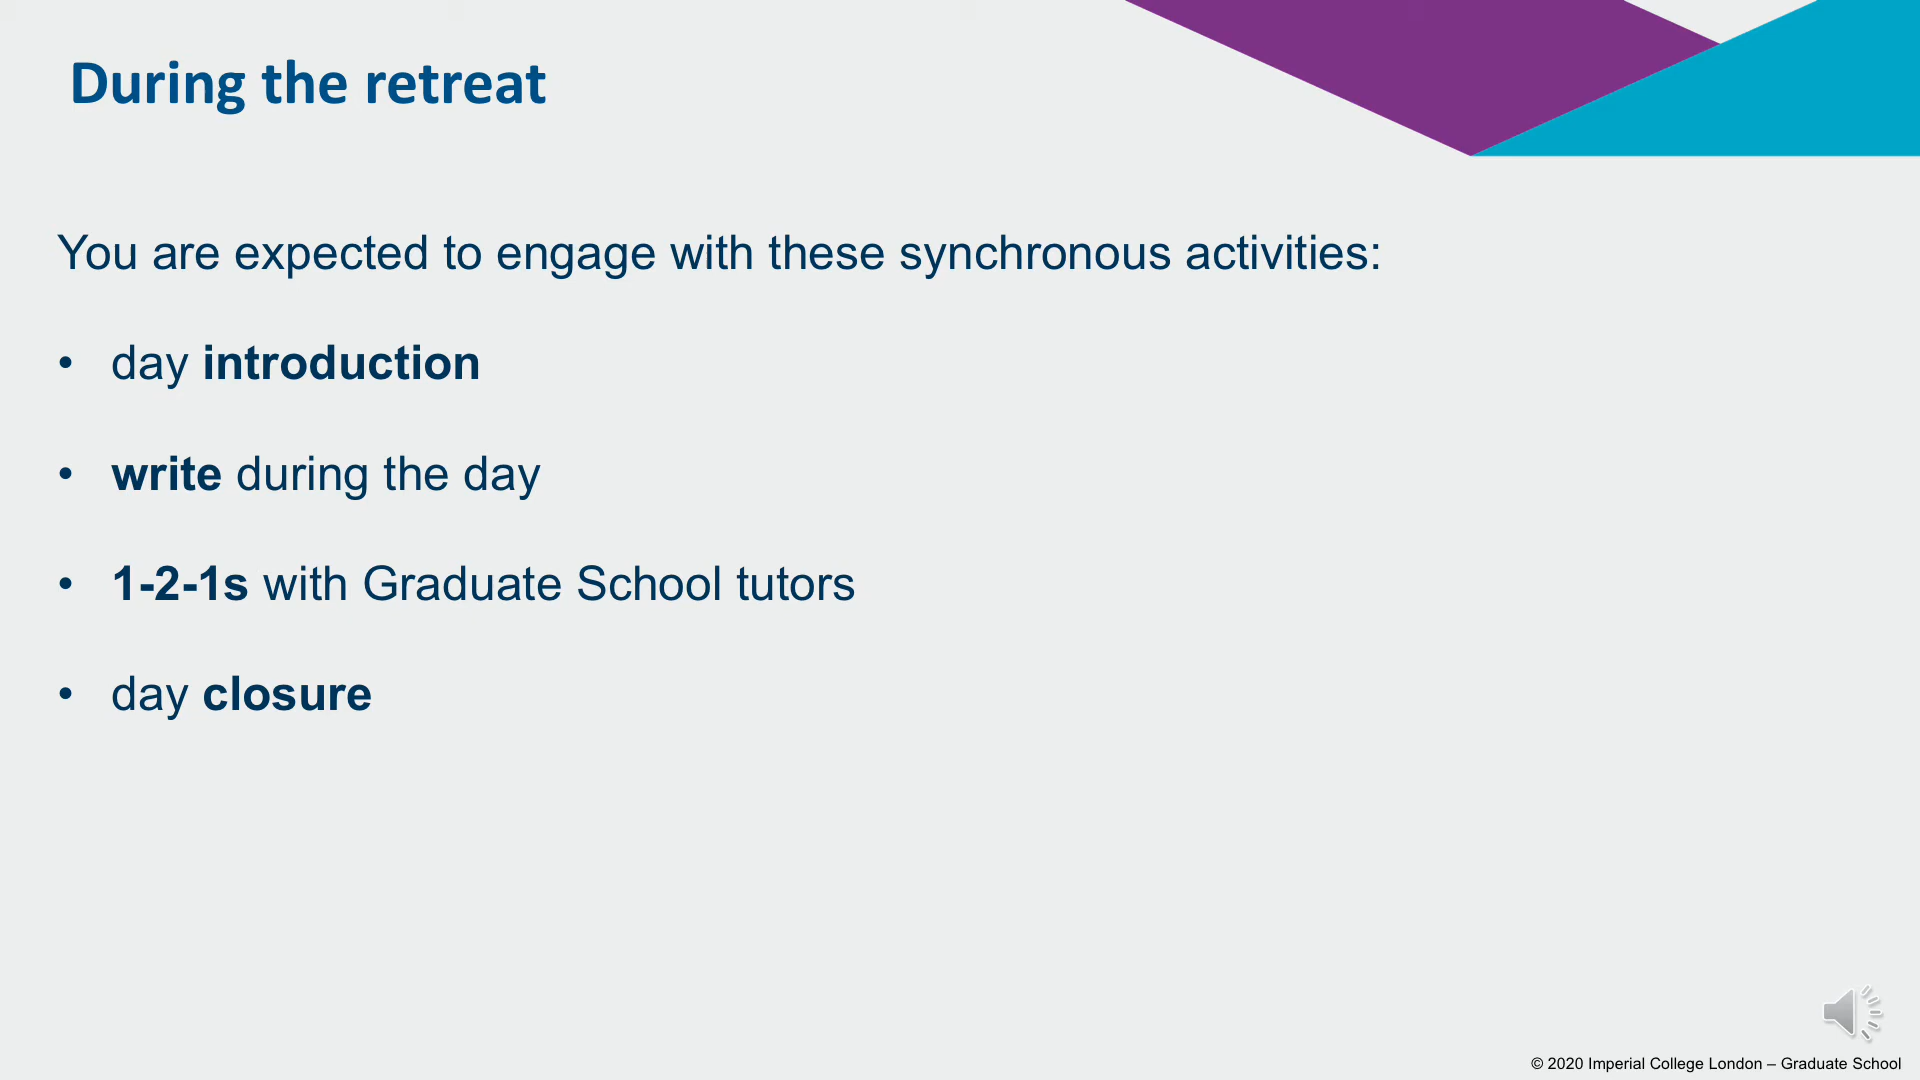 During the retreat
You are expected to engage with these synchronous activities:
• day introduction
• write during the day
• 1-2-1s with Graduate School tutors
• day closure
© 2020 Imperial College London – Graduate School